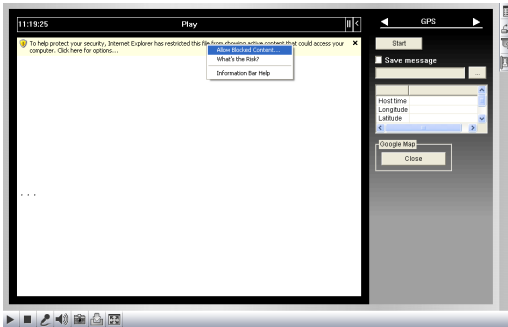 11:19:25 Play || <
GPS
To help protect your security, Internet Explorer has restricted this file from showing active content that could access your
computer. Click here for options...
Allow Blocked Content...
What's the Risk?
Information Bar Help
Start
Save message
...
Host time
Longitude
Latitude
Google Map
Close
. . .